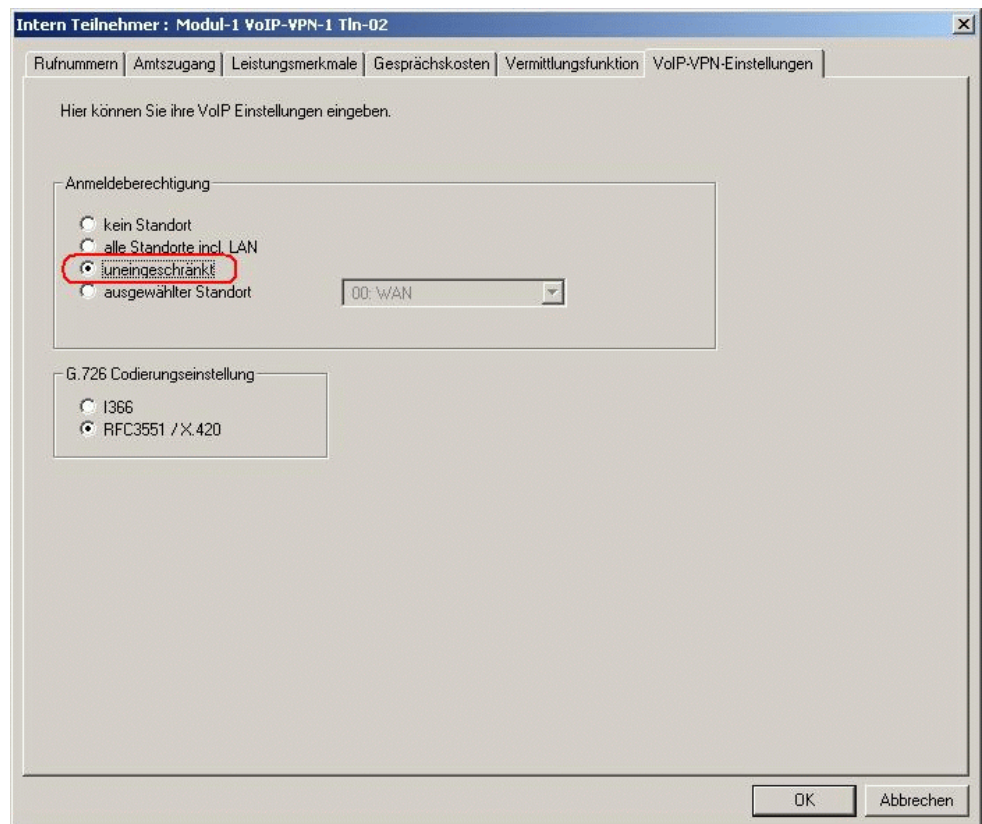 Intern Teilnehmer : Modul-1 VoIP-VPN-1 Tln-02
Rufnummern Amtszugang Leistungsmerkmale Gesprächskosten Vermittlungsfunktion VoIP-VPN-Einstellungen
Hier können Sie ihre VoIP Einstellungen eingeben.
Anmeldeberechtigung
kein Standort
alle Standorte incl. LAN
uneingeschränkt
ausgewählter Standort 00: WAN
G.726 Codierungseinstellung
I366
RFC3551 / X.420
OK Abbrechen